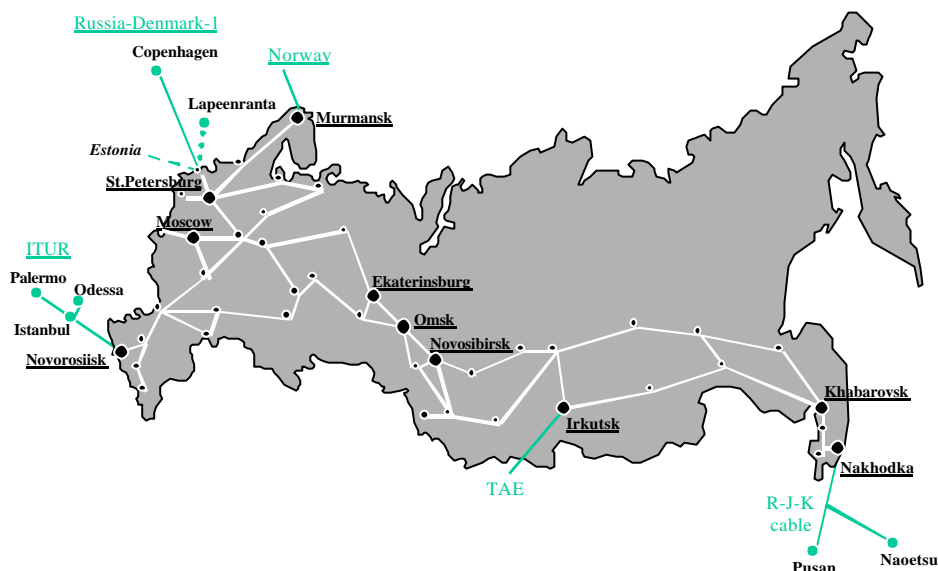 Russia-Denmark-1
Copenhagen
Norway
Lapeenranta
Murmansk
Estonia
St.Petersburg
Moscow
ITUR
Palermo
Odessa
Ekaterinsburg
Istanbul
Omsk
Novosibirsk
Novorosiisk
Khabarovsk
Irkutsk
Nakhodka
TAE
R-J-K
cable
Naoetsu
Pusan